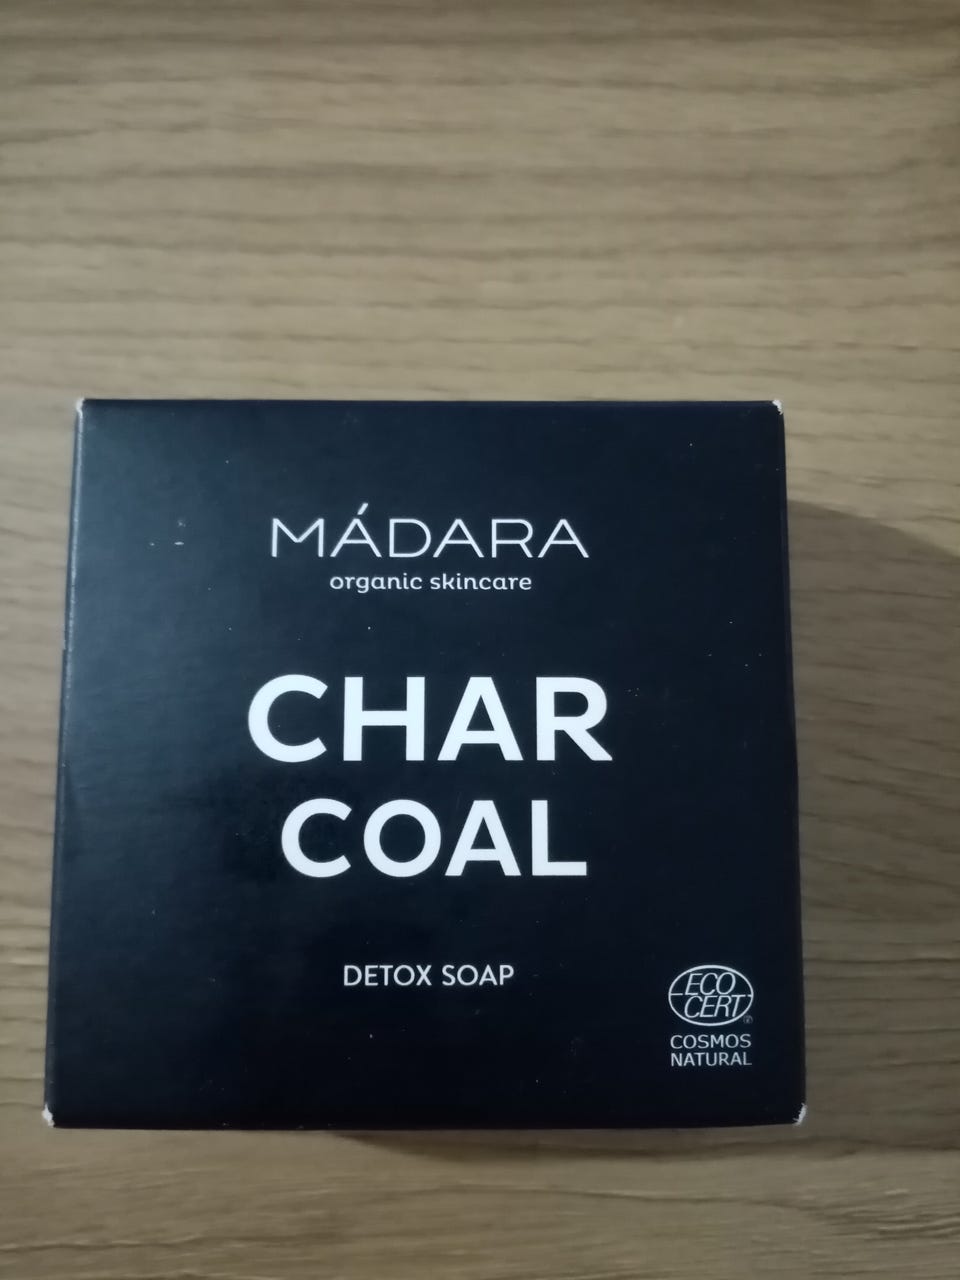 MÁDARA
organic skincare
CHAR
COAL
DETOX SOAP
ECO
CERT®
COSMOS
NATURAL